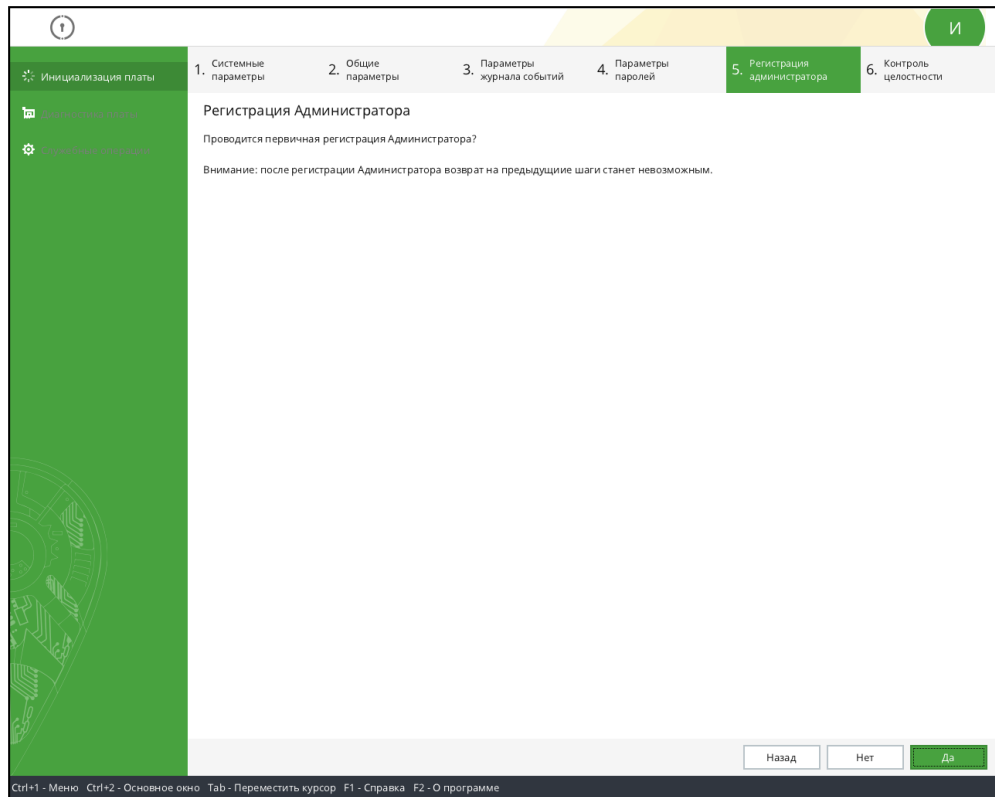 И
Инициализация платы
1. Системные параметры
2. Общие параметры
3. Параметры журнала событий
4. Параметры паролей
5. Регистрация администратора
6. Контроль целостности
Регистрация Администратора
Проводится первичная регистрация Администратора?
Внимание: после регистрации Администратора возврат на предыдущиие шаги станет невозможным.
Назад
Нет
Да
Ctrl+1 - Меню Ctrl+2 - Основное окно Tab - Переместить курсор F1 - Справка F2 - О программе